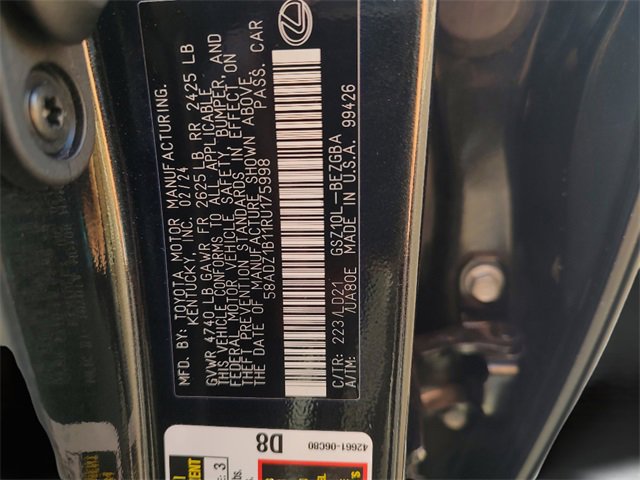 MFD. BY: TOYOTA MOTOR MANUFACTURING,
KENTUCKY, INC. 02/24
GVWR 4740 LB GAWR FR 2625 LB RR 2425 LB
THIS VEHICLE CONFORMS TO ALL APPLICABLE
FEDERAL MOTOR VEHICLE SAFETY, BUMPER, AND
THEFT PREVENTION STANDARDS IN EFFECT ON
THE DATE OF MANUFACTURE SHOWN ABOVE.
58ADZ1B11RU175998 PASS. CAR
C/TR: 223/LD21 GSZ10L-BEZGBA
A/TM: /UA80E MADE IN U.S.A. 99426
D8
42661-06C80
3